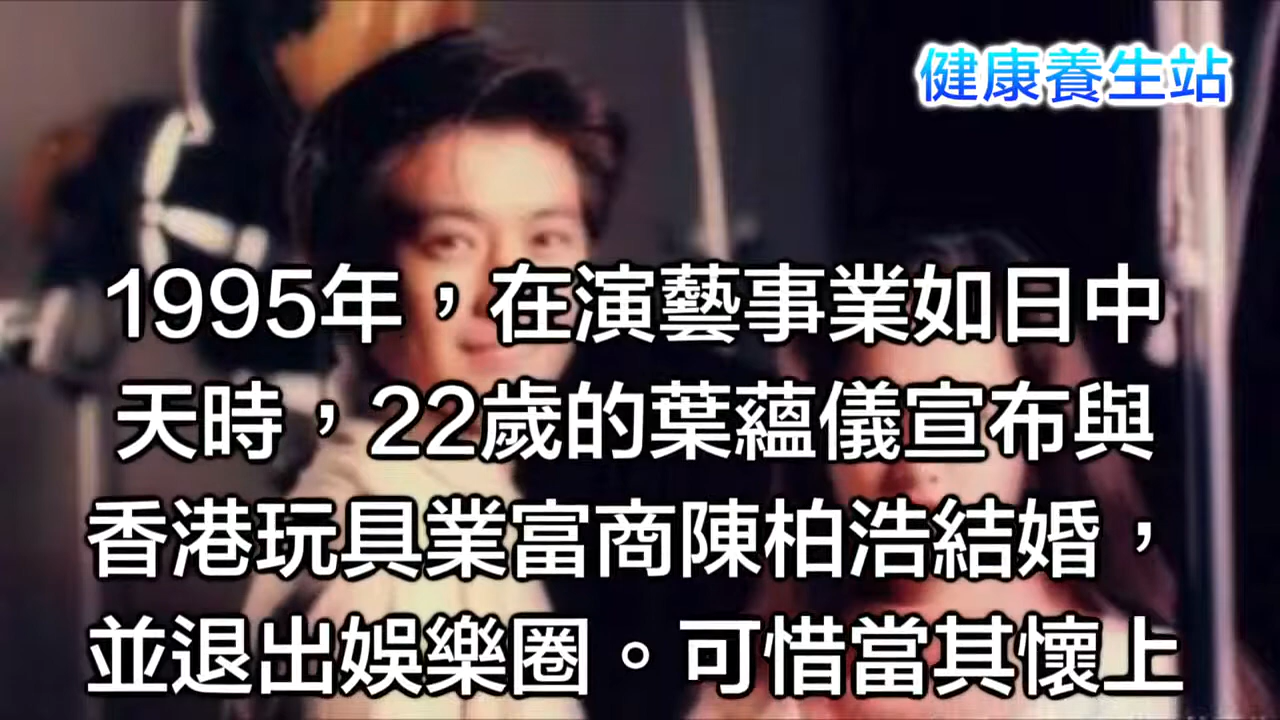 健康養生站
1995年，在演藝事業如日中
天時，22歲的葉蘊儀宣布與
香港玩具業富商陳柏浩結婚，
並退出娛樂圈。可惜當其懷上